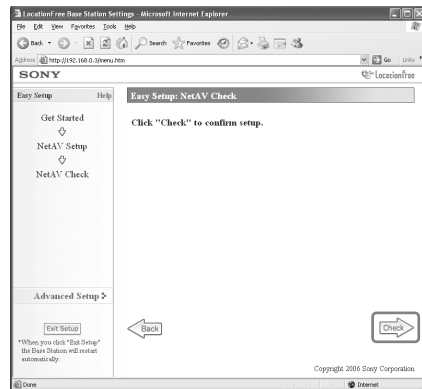 LocationFree Base Station Settings - Microsoft Internet Explorer
File Edit View Favorites Tools Help
Back Search Favorites
Address http://192.168.0.3/menu.htm Go Links
SONY LocationFree
Easy Setup Help
Easy Setup: NetAV Check
Click "Check" to confirm setup.
Get Started
NetAV Setup
NetAV Check
Advanced Setup
Exit Setup
*When you click "Exit Setup"
the Base Station will restart
automatically.
Back
Check
Copyright 2006 Sony Corporation
Done Internet